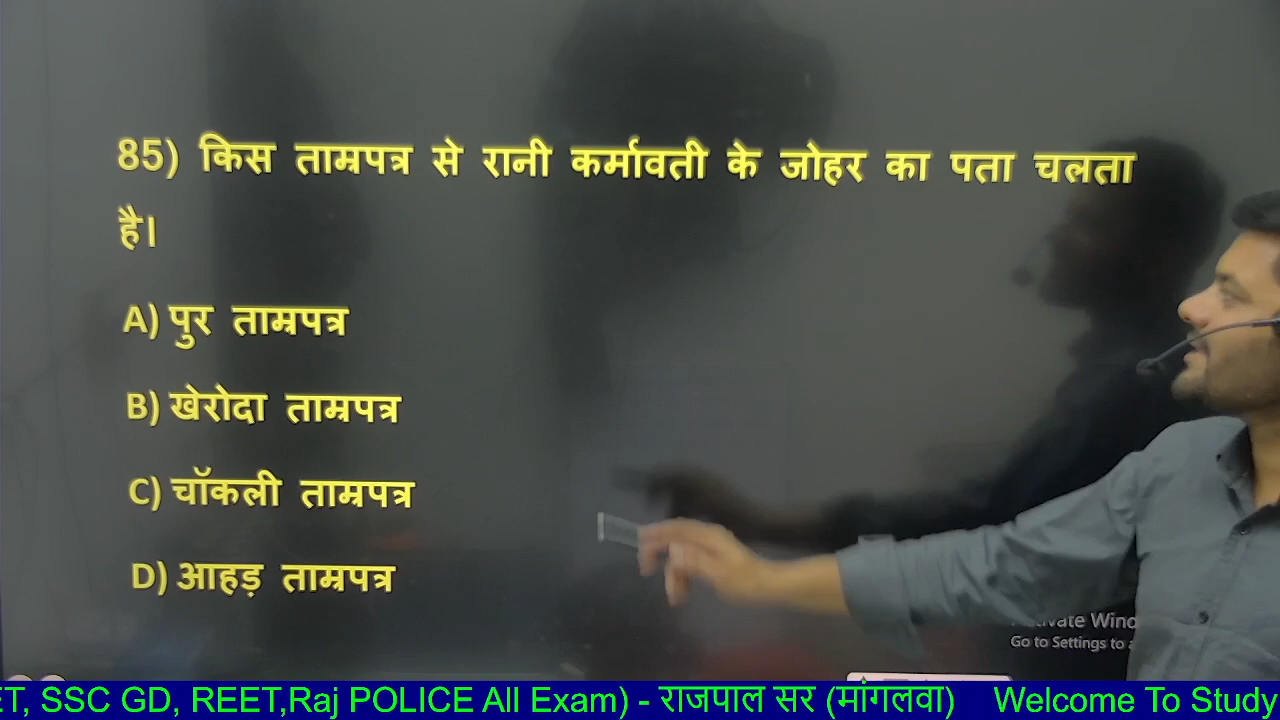 85) किस ताम्रपत्र से रानी कर्मावती के जोहर का पता चलता
है।
A) पुर ताम्रपत्र
B) खेरोदा ताम्रपत्र
C) चॉकली ताम्रपत्र
D) आहड़ ताम्रपत्र
Go to Settings to
ET, SSC GD, REET,Raj POLICE All Exam) - राजपाल सर (मांगलवा) Welcome To Study